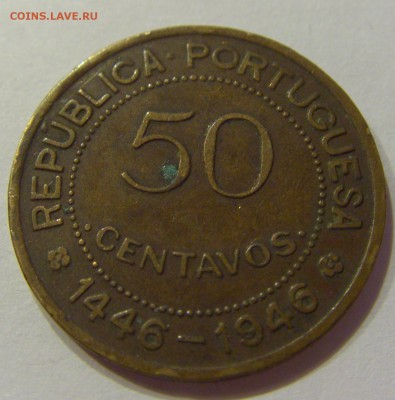 COINS.LAVE.RU
REPUBLICA · PORTUGUESA
50
· CENTAVOS ·
1446-1946